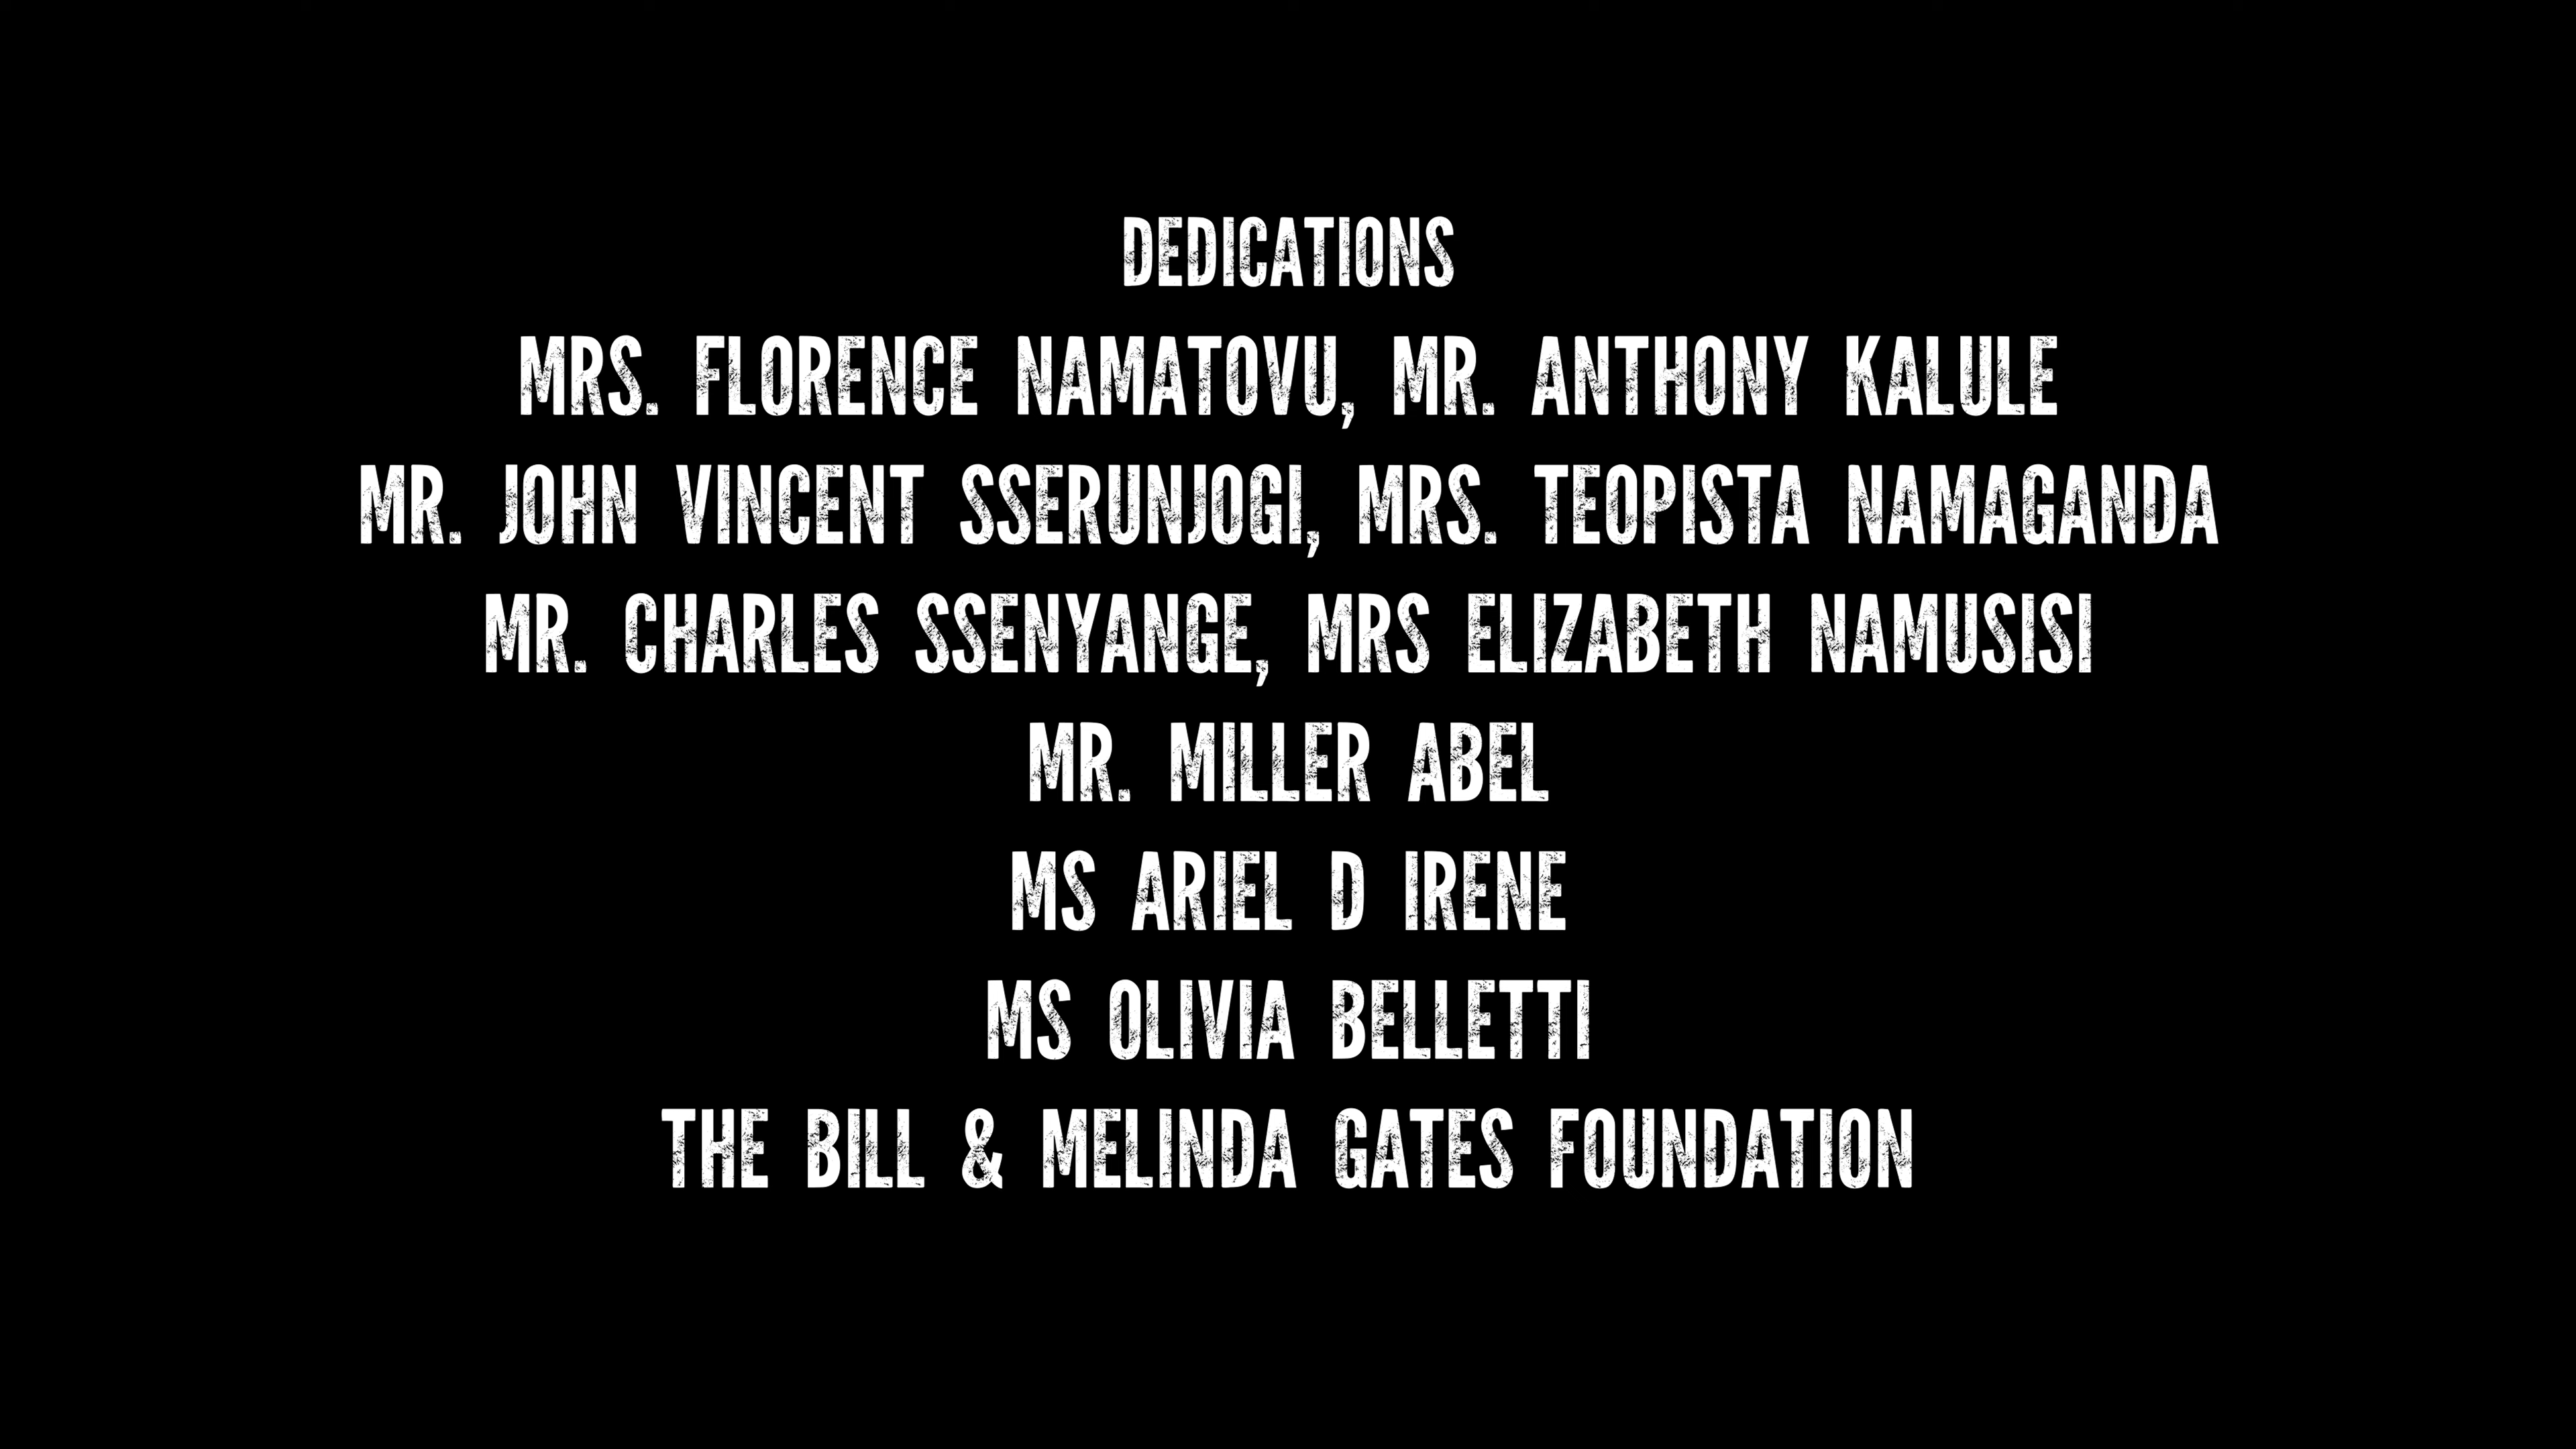 DEDICATIONS
MRS. FLORENCE NAMATOVU, MR. ANTHONY KALULE
MR. JOHN VINCENT SSERUNJOGI, MRS. TEOPISTA NAMAGANDA
MR. CHARLES SSENYANGE, MRS ELIZABETH NAMUSISI
MR. MILLER ABEL
MS ARIEL D IRENE
MS OLIVIA BELLETTI
THE BILL & MELINDA GATES FOUNDATION